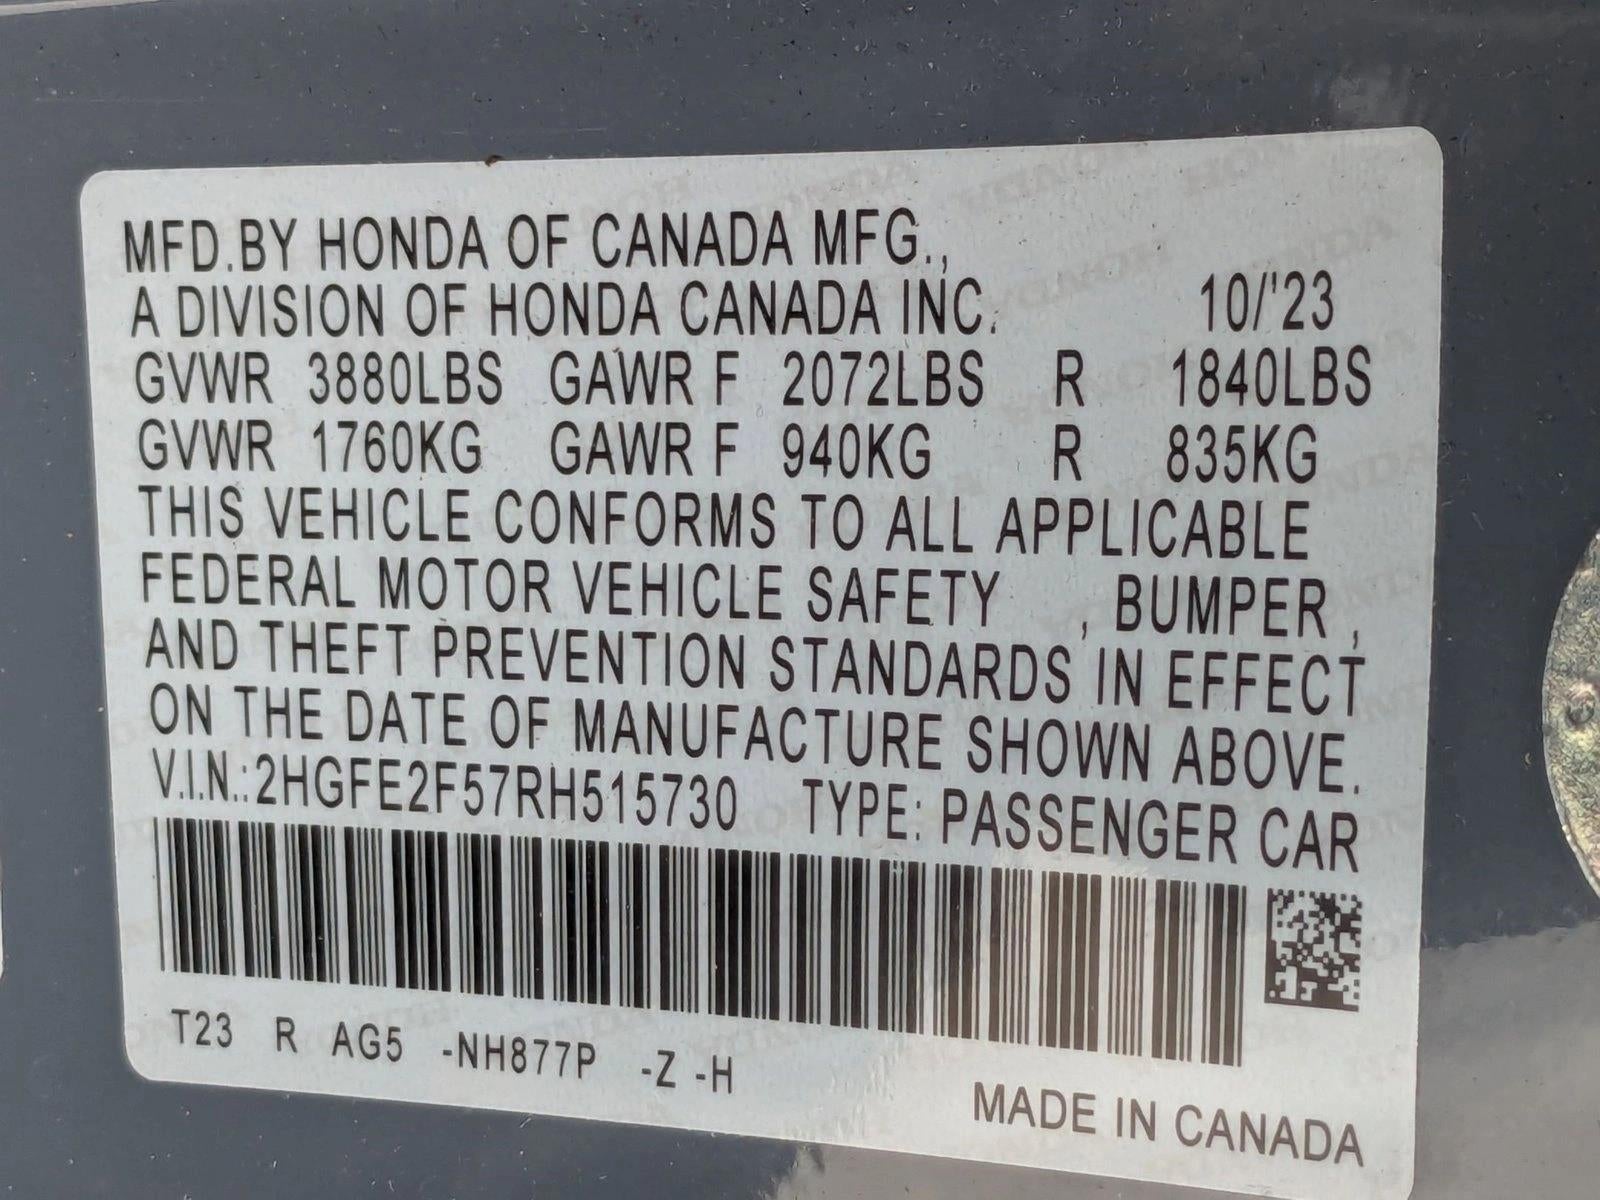 MFD.BY HONDA OF CANADA MFG.,
A DIVISION OF HONDA CANADA INC. 10/'23
GVWR 3880LBS GAWR F 2072LBS R 1840LBS
GVWR 1760KG GAWR F 940KG R 835KG
THIS VEHICLE CONFORMS TO ALL APPLICABLE
FEDERAL MOTOR VEHICLE SAFETY , BUMPER ,
AND THEFT PREVENTION STANDARDS IN EFFECT
ON THE DATE OF MANUFACTURE SHOWN ABOVE.
V.I.N.:2HGFE2F57RH515730 TYPE: PASSENGER CAR
T23 R AG5 -NH877P -Z -H
MADE IN CANADA